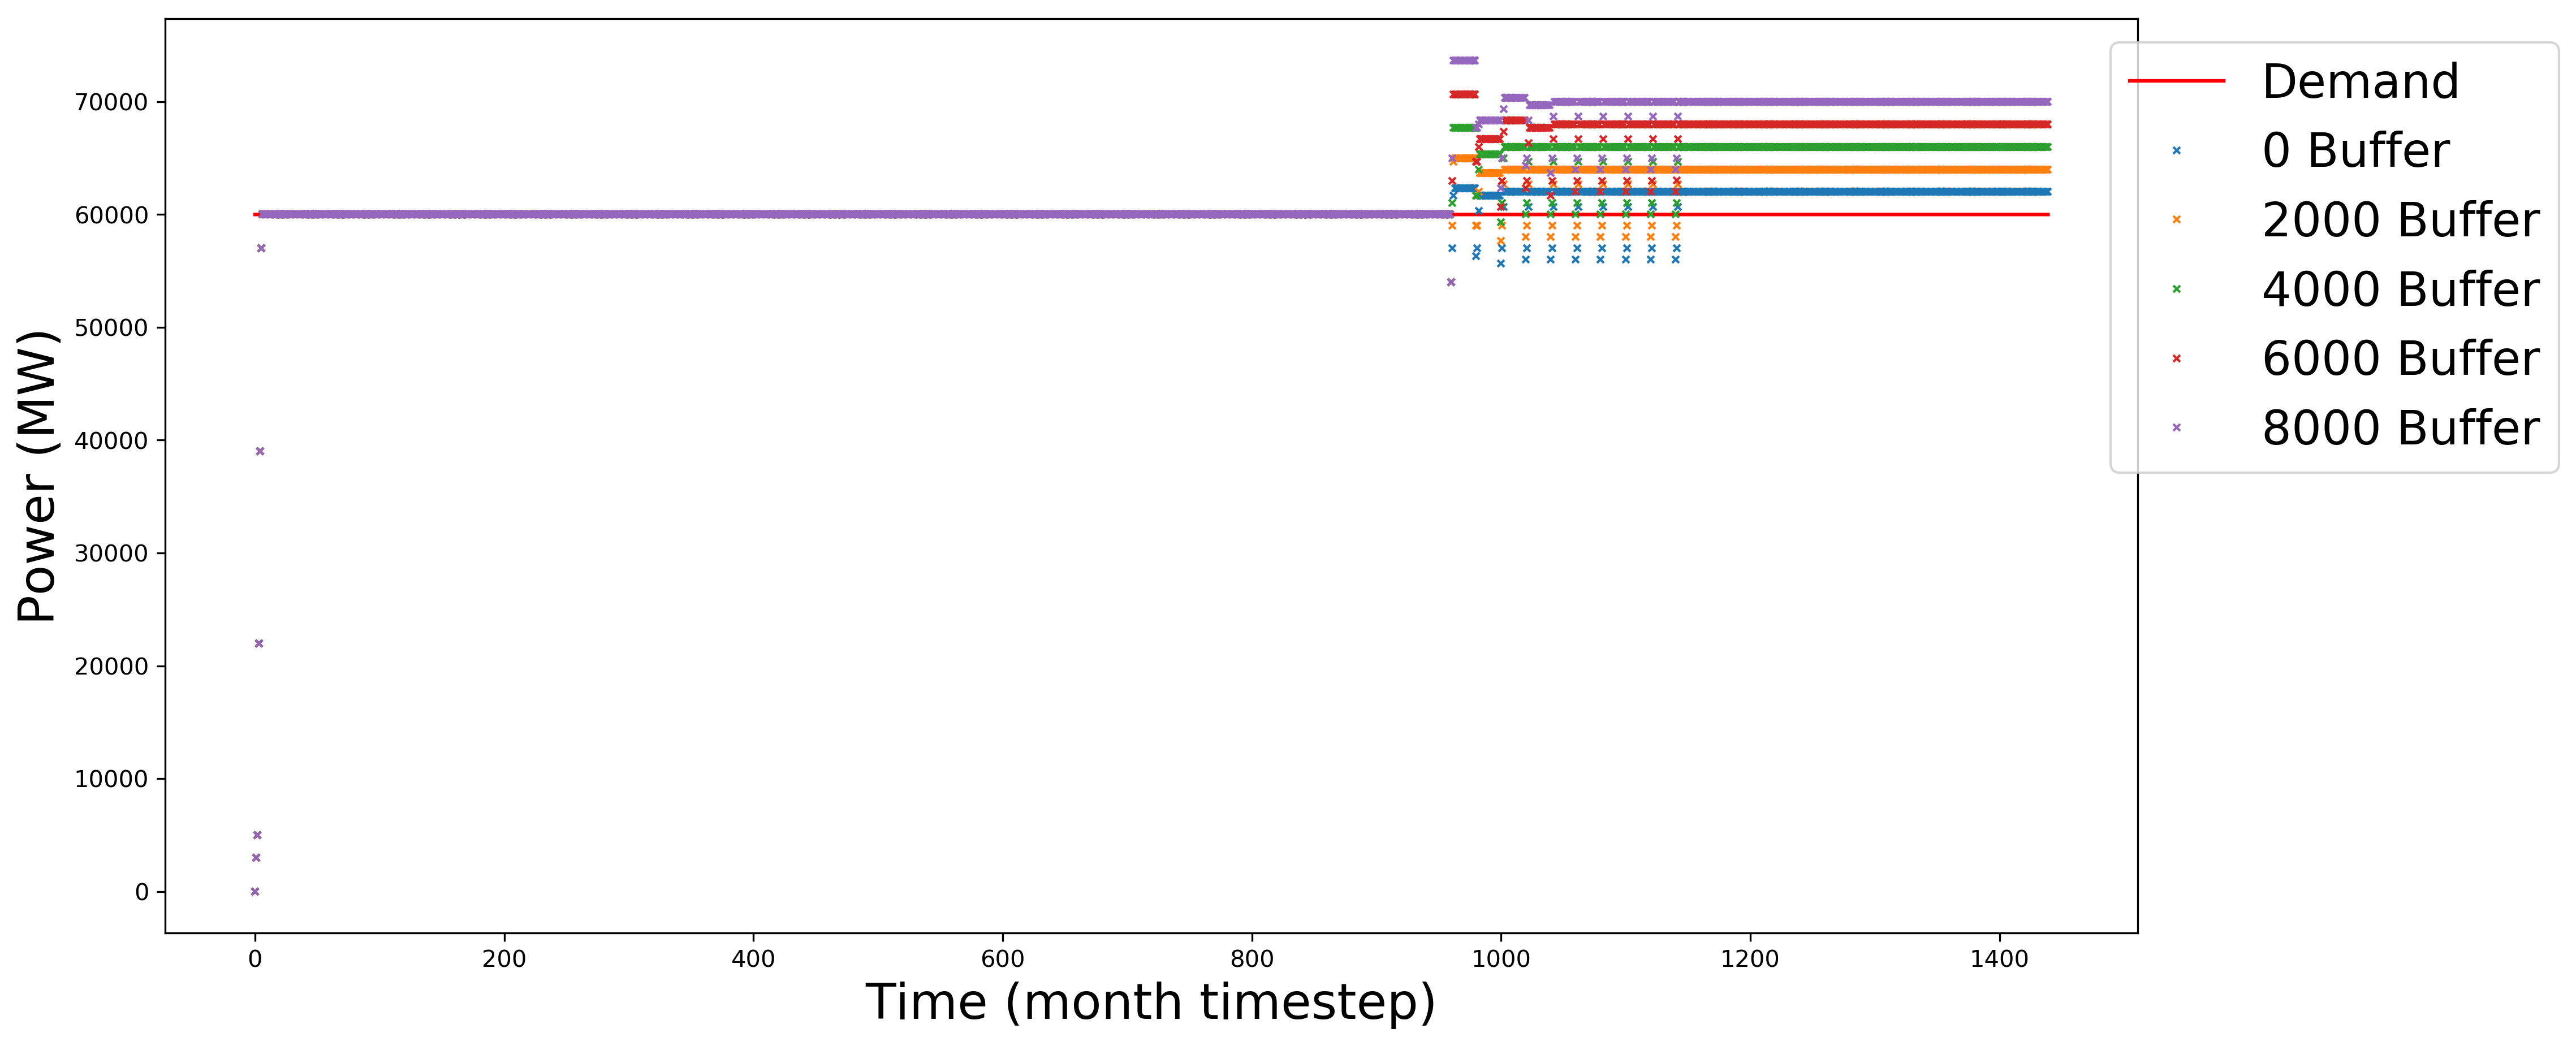 70000
60000
50000
40000
30000
20000
10000
0
Power (MW)
0 200 400 600 800 1000 1200 1400
Time (month timestep)
Demand
0 Buffer
2000 Buffer
4000 Buffer
6000 Buffer
8000 Buffer